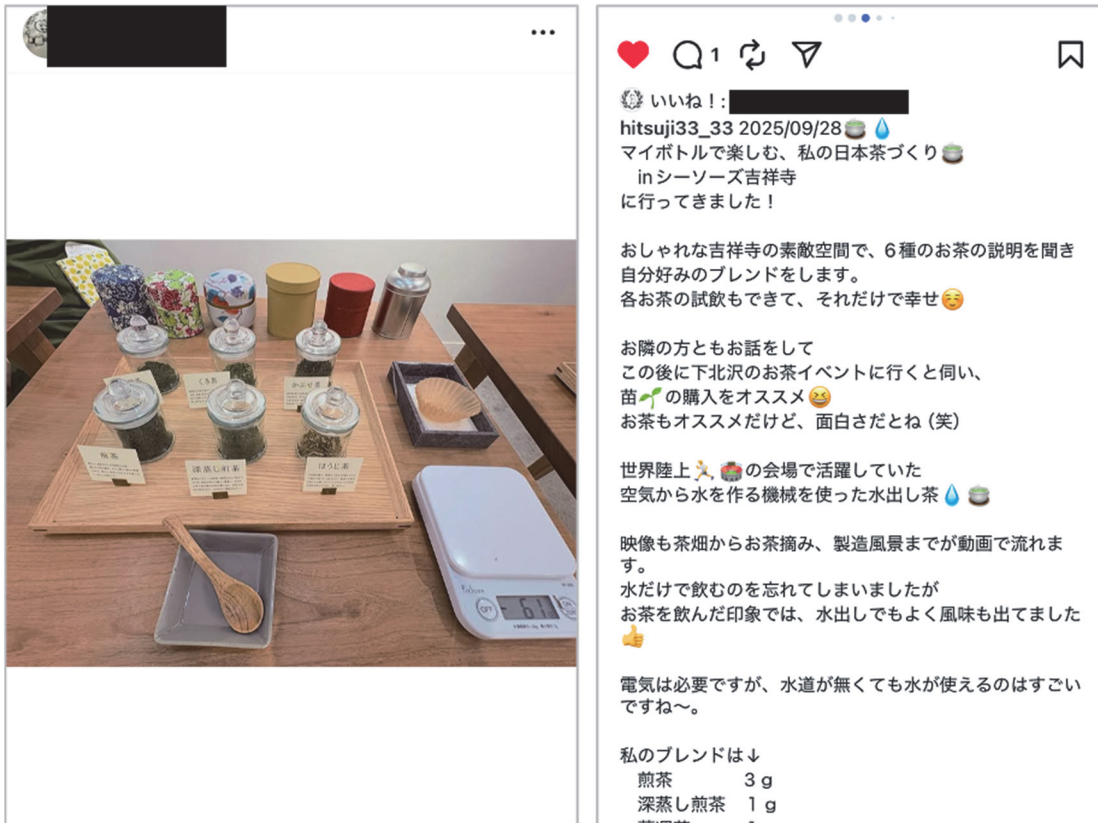 くき茶
かぶせ茶
煎茶
深蒸し煎茶
ほうじ茶
OFF
1
いいね！:
hitsuji33_33 2025/09/28🍵💧
マイボトルで楽しむ、私の日本茶づくり🍵
inシーソーズ吉祥寺
に行ってきました！
おしゃれな吉祥寺の素敵空間で、６種のお茶の説明を聞き
自分好みのブレンドをします。
各お茶の試飲もできて、それだけで幸せ☺️
お隣の方ともお話をして
この後に下北沢のお茶イベントに行くと伺い、
苗🌱の購入をオススメ😆
お茶もオススメだけど、面白さだとね（笑）
世界陸上🏃🏟️の会場で活躍していた
空気から水を作る機械を使った水出し茶💧🍵
映像も茶畑からお茶摘み、製造風景までが動画で流れま
す。
水だけで飲むのを忘れてしまいましたが
お茶を飲んだ印象では、水出しでもよく風味も出てました
👍
電気は必要ですが、水道が無くても水が使えるのはすごい
ですね〜。
私のブレンドは↓
煎茶　３ｇ
深蒸し煎茶　１ｇ